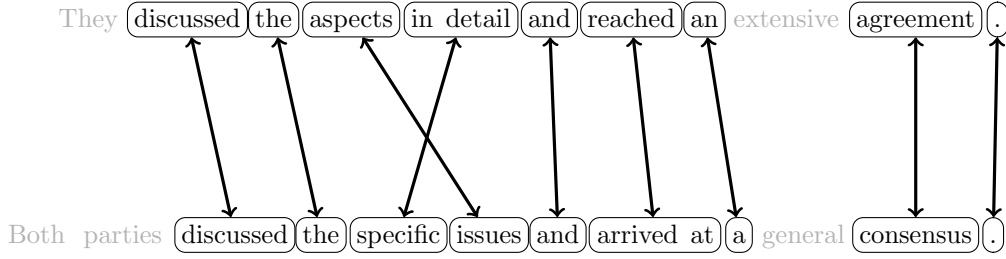 They discussed the aspects in detail and reached an extensive agreement .
Both parties discussed the specific issues and arrived at a general consensus .